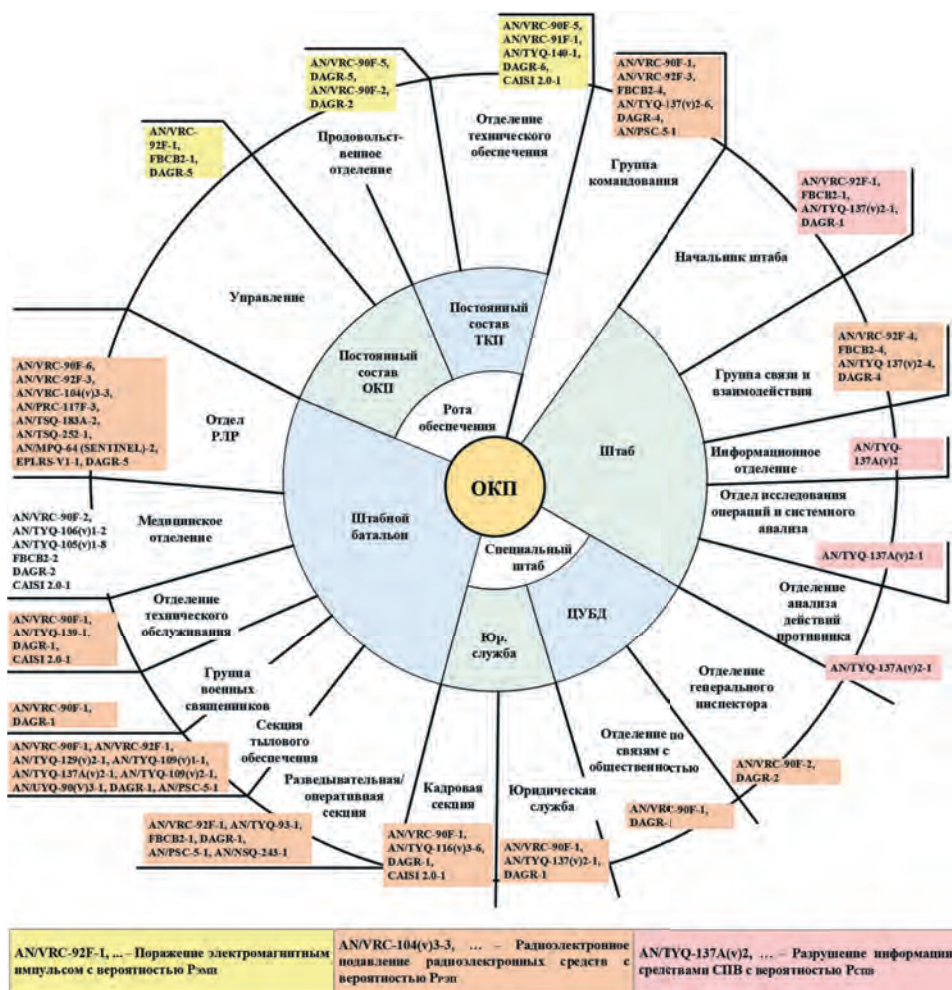 AN/VRC-90F-5,
AN/VRC-91F-1,
AN/TYQ-140-1,
DAGR-6,
CAISI 2.0-1
AN/VRC-90F-1,
AN/VRC-92F-3,
FBCB2-4,
AN/TYQ-137(v)2-6,
DAGR-4,
AN/PSC-5-1
AN/VRC-90F-5,
DAGR-5,
AN/VRC-90F-2,
DAGR-2
AN/VRC-
92F-1,
FBCB2-1,
DAGR-5
Продовольст-
венное
отделение
Отделение
технического
обеспечения
Группа
командования
AN/VRC-92F-1,
FBCB2-1,
AN/TYQ-137(v)2-1,
DAGR-1
Начальник штаба
Управление
Постоянный
состав
ТКП
Постоянный
состав
ОКП
Рота
обеспечения
AN/VRC-92F-4,
FBCB2-4,
AN/TYQ-137(v)2-4,
DAGR-4
Группа связи и
взаимодействия
AN/VRC-90F-6,
AN/VRC-92F-3,
AN/VRC-104(v)3-3,
AN/PRC-117F-3,
AN/TSQ-183A-2,
AN/TSQ-252-1,
AN/MPQ-64 (SENTINEL)-2,
EPLRS-V1-1, DAGR-5
Отдел
РЛР
Штаб
ОКП
Информационное
отделение
AN/TYQ-
137A(v)2
Отдел исследования
операций и системного
анализа
AN/TYQ-137A(v)2-1
AN/VRC-90F-2,
AN/TYQ-106(v)1-2
AN/TYQ-105(v)1-8
FBCB2-2
DAGR-2
CAISI 2.0-1
Медицинское
отделение
Штабной
батальон
Специальный
штаб
ЦУБД
Юр.
служба
Отделение
анализа
действий
противника
AN/TYQ-137A(v)2-1
AN/VRC-90F-1,
AN/TYQ-139-1,
DAGR-1,
CAISI 2.0-1
Отделение
технического
обслуживания
Отделение
генерального
инспектора
AN/VRC-90F-2,
DAGR-2
AN/VRC-90F-1,
DAGR-1
Группа
военных
священников
AN/VRC-90F-1, AN/VRC-92F-1,
AN/TYQ-129(v)2-1, AN/TYQ-109(v)1-1,
AN/TYQ-137A(v)2-1, AN/TYQ-109(v)2-1,
AN/UYQ-90(V)3-1, DAGR-1, AN/PSC-5-1
Секция
тылового
обеспечения
Отделение по
связям с
общественностью
AN/VRC-90F-1,
DAGR-1
Разведывательная/
оперативная
секция
AN/VRC-92F-1, AN/TYQ-93-1,
FBCB2-1, DAGR-1,
AN/PSC-5-1, AN/NSQ-243-1
Кадровая
секция
AN/VRC-90F-1,
AN/TYQ-116(v)3-6,
DAGR-1,
CAISI 2.0-1
Юридическая
служба
AN/VRC-90F-1,
AN/TYQ-137(v)2-1,
DAGR-1
AN/VRC-92F-1, ... – Поражение электромагнитным
импульсом с вероятностью Рэмп
AN/VRC-104(v)3-3, ... – Радиоэлектронное
подавление радиоэлектронных средств с
вероятностью Ррэп
AN/TYQ-137A(v)2, ... – Разрушение информации
средствами СПВ с вероятностью Рспв